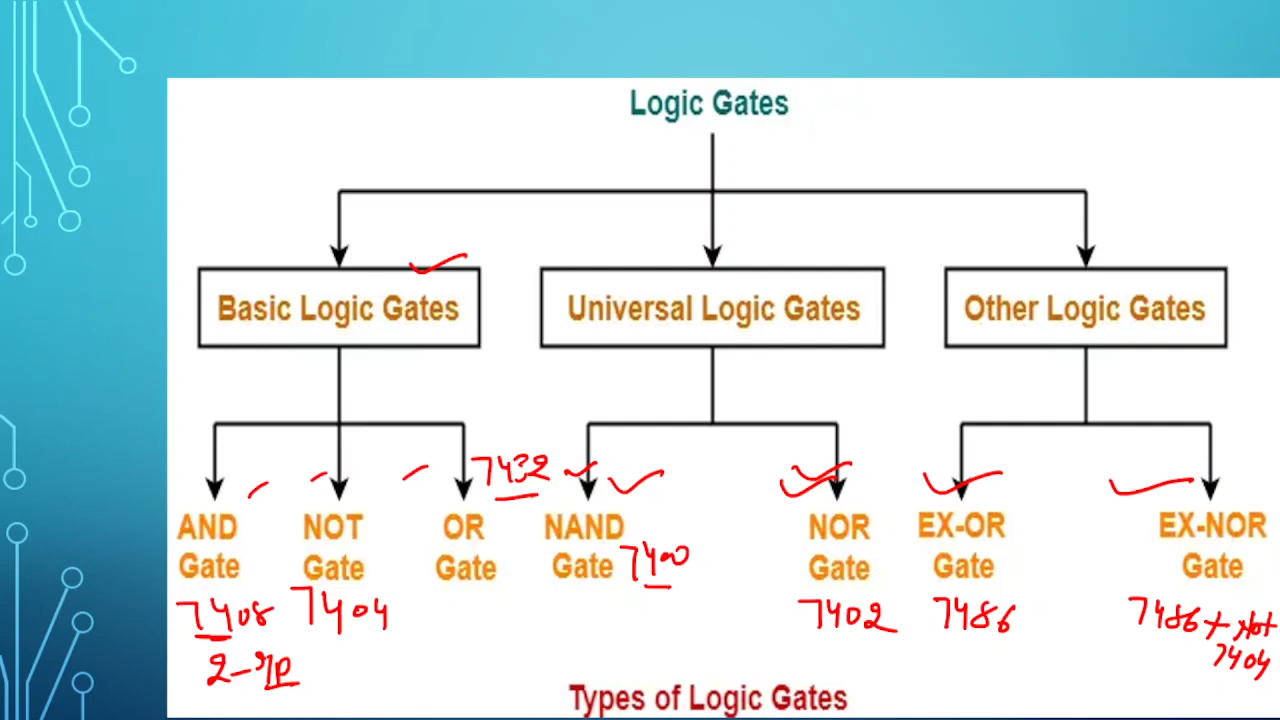 Logic Gates
Basic Logic Gates
Universal Logic Gates
Other Logic Gates
7432
AND
Gate
NOT
Gate
OR
Gate
NAND
Gate
7400
NOR
Gate
EX-OR
Gate
EX-NOR
Gate
7408
7404
7402
7486
7486 + Not
7404
2-IP
Types of Logic Gates